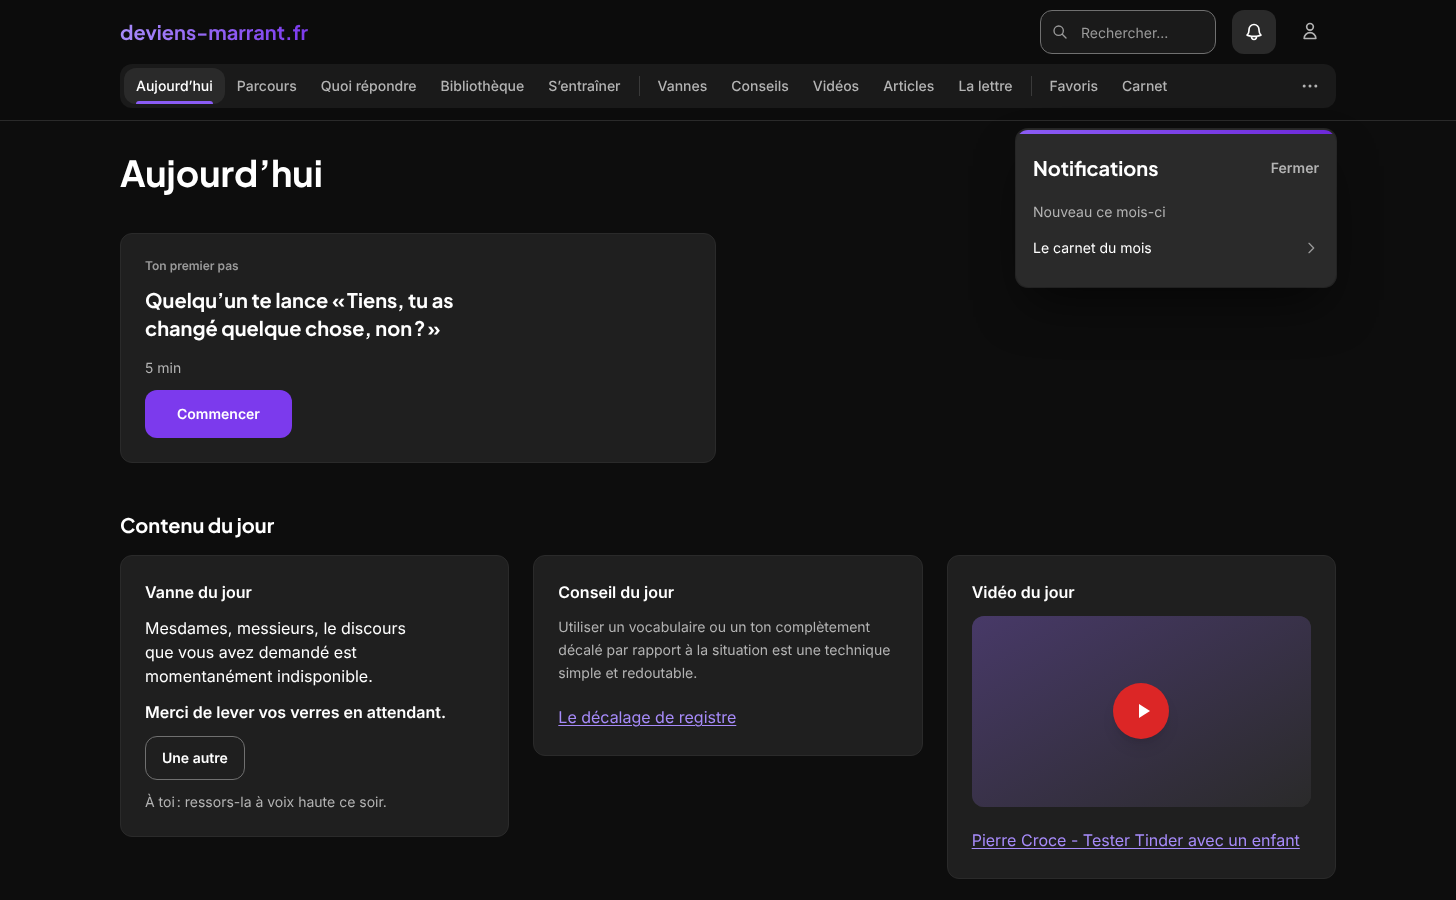 deviens-marrant.fr
Rechercher...
Aujourd’hui Parcours Quoi répondre Bibliothèque S’entraîner Vannes Conseils Vidéos Articles La lettre Favoris Carnet
Notifications
Fermer
Nouveau ce mois-ci
Le carnet du mois
Aujourd’hui
Ton premier pas
Quelqu’un te lance « Tiens, tu as
changé quelque chose, non ? »
5 min
Commencer
Contenu du jour
Vanne du jour
Mesdames, messieurs, le discours
que vous avez demandé est
momentanément indisponible.
Merci de lever vos verres en attendant.
Une autre
À toi : ressors-la à voix haute ce soir.
Conseil du jour
Utiliser un vocabulaire ou un ton complètement
décalé par rapport à la situation est une technique
simple et redoutable.
Le décalage de registre
Vidéo du jour
Pierre Croce - Tester Tinder avec un enfant